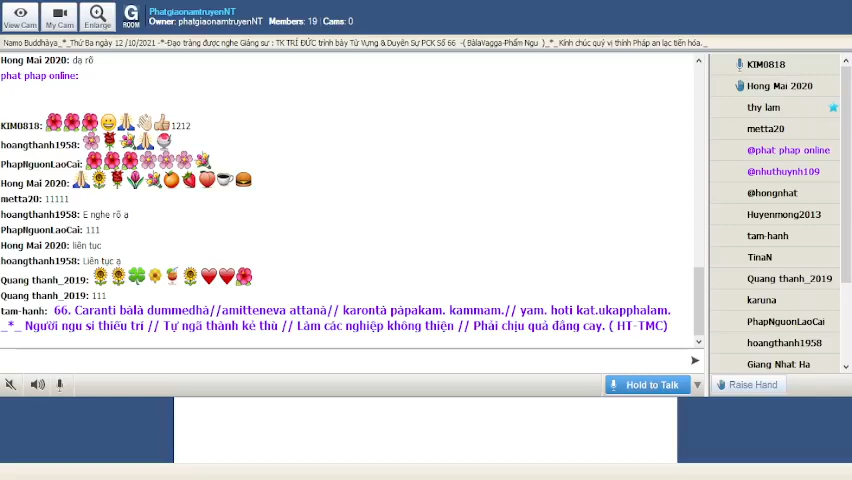 View Cam
My Cam
Enlarge
G
ROOM
PhatgiaonamtruyenNT
Owner: phatgiaonamtruyenNT Members: 19 | Cams: 0
Namo Buddhàya_*_Thứ Ba ngày 12 /10/2021 -*-Đạo tràng được nghe Giảng sư : TK TRÍ ĐỨC trình bày Từ Vựng & Duyên Sự PCK Số 66 -( BàlaVagga-Phẩm Ngu )_*_ Kính chúc quý vị thính Pháp an lạc tiến hóa._
Hong Mai 2020: dạ rõ
phat phap online:
KIM0818: 1212
hoangthanh1958:
PhapNguonLaoCai:
Hong Mai 2020:
metta20: 11111
hoangthanh1958: E nghe rõ ạ
PhapNguonLaoCai: 111
Hong Mai 2020: liên tục
hoangthanh1958: Liên tục ạ
Quang thanh_2019:
Quang thanh_2019: 111
tam-hanh: 66. Caranti bàlà dummedhà//amitteneva attanà// karontà pàpakam. kammam.// yam. hoti kat.ukapphalam.
_*_ Người ngu si thiếu trí // Tự ngã thành kẻ thù // Làm các nghiệp không thiện // Phải chịu quả đắng cay. ( HT-TMC)
Hold to Talk
KIM0818
Hong Mai 2020
thy lam
metta20
@phat phap online
@nhuthuynh109
@hongnhat
Huyenmong2013
tam-hanh
TinaN
Quang thanh_2019
karuna
PhapNguonLaoCai
hoangthanh1958
Giang Nhat Ha
Raise Hand